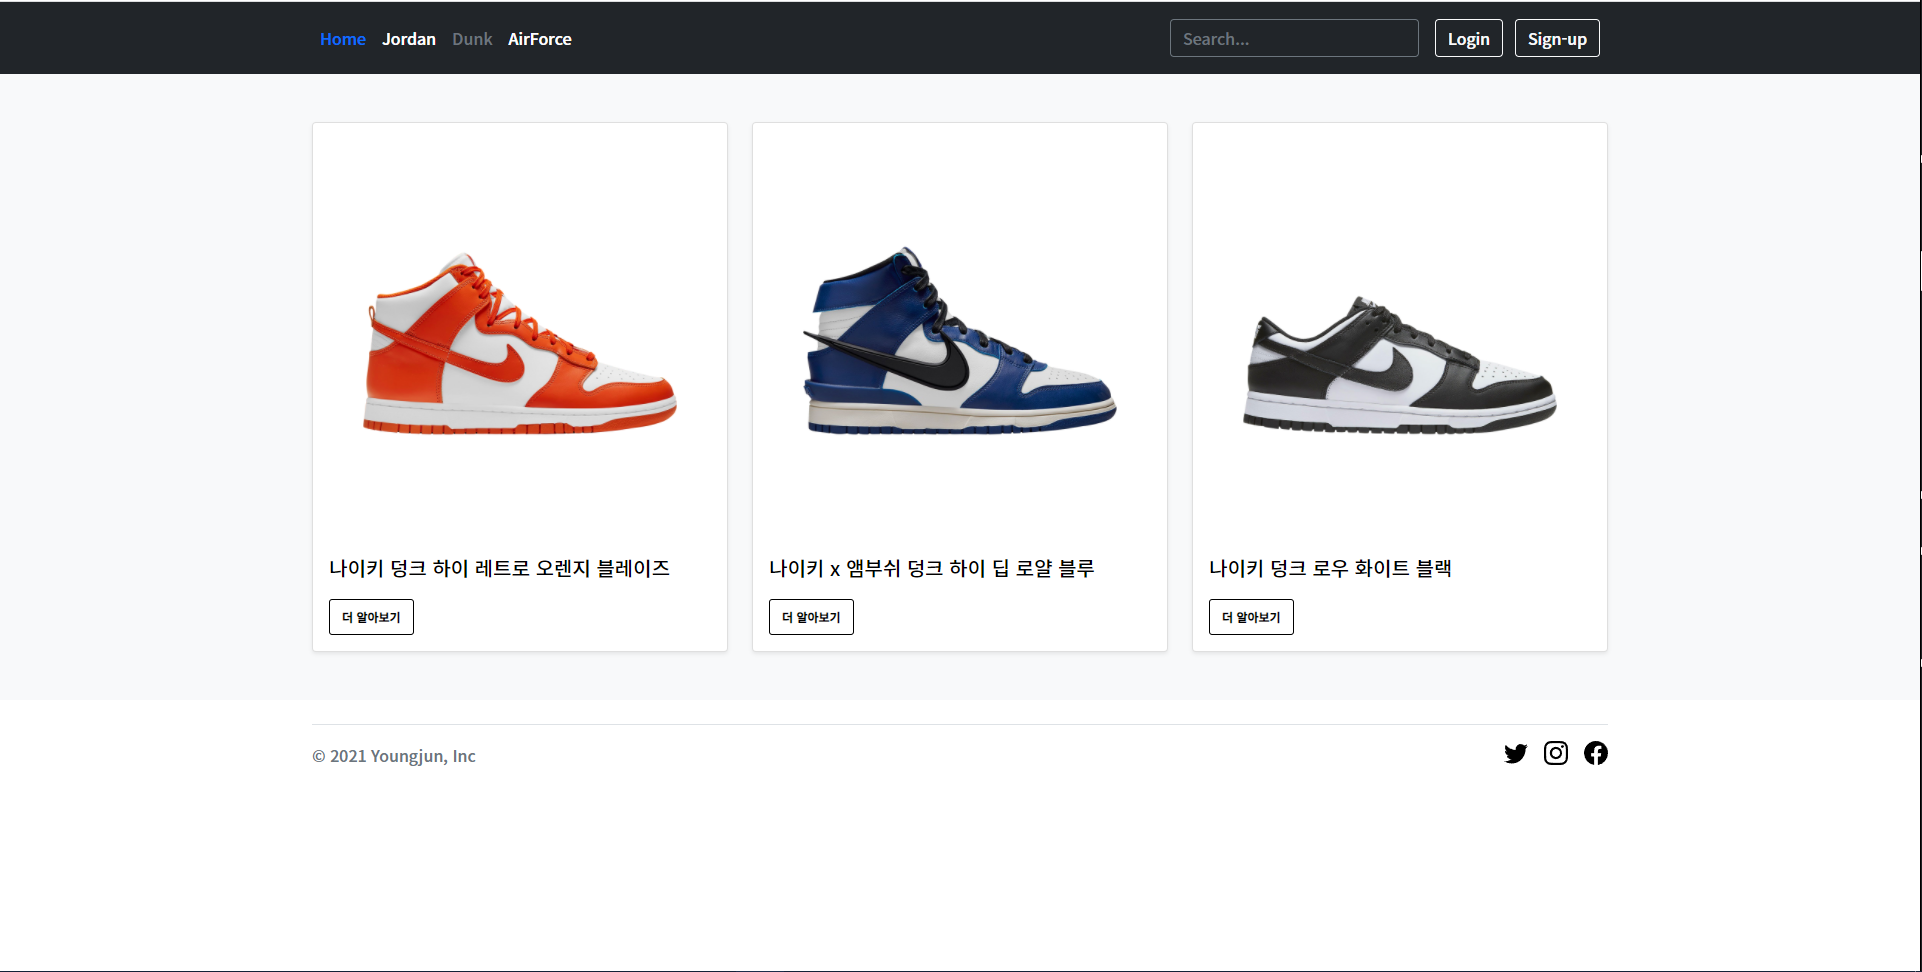 Home Jordan Dunk AirForce Search... Login Sign-up
나이키 덩크 하이 레트로 오렌지 블레이즈
더 알아보기
나이키 x 앰부쉬 덩크 하이 딥 로얄 블루
더 알아보기
나이키 덩크 로우 화이트 블랙
더 알아보기
© 2021 Youngjun, Inc